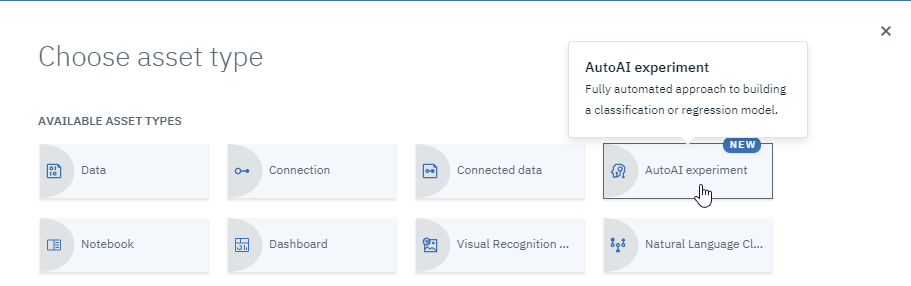 Choose asset type
AutoAI experiment
Fully automated approach to building
a classification or regression model.
AVAILABLE ASSET TYPES
NEW
Data
Connection
Connected data
AutoAI experiment
Notebook
Dashboard
Visual Recognition ...
Natural Language Cl...